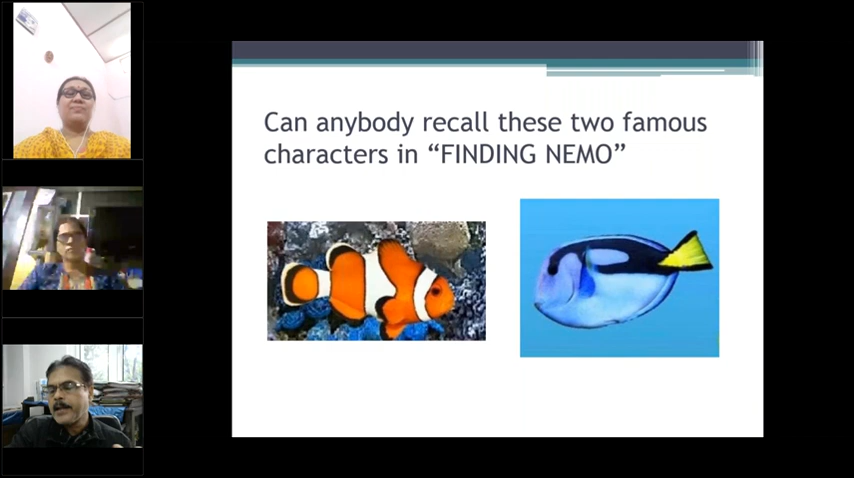 Can anybody recall these two famous
characters in “FINDING NEMO”